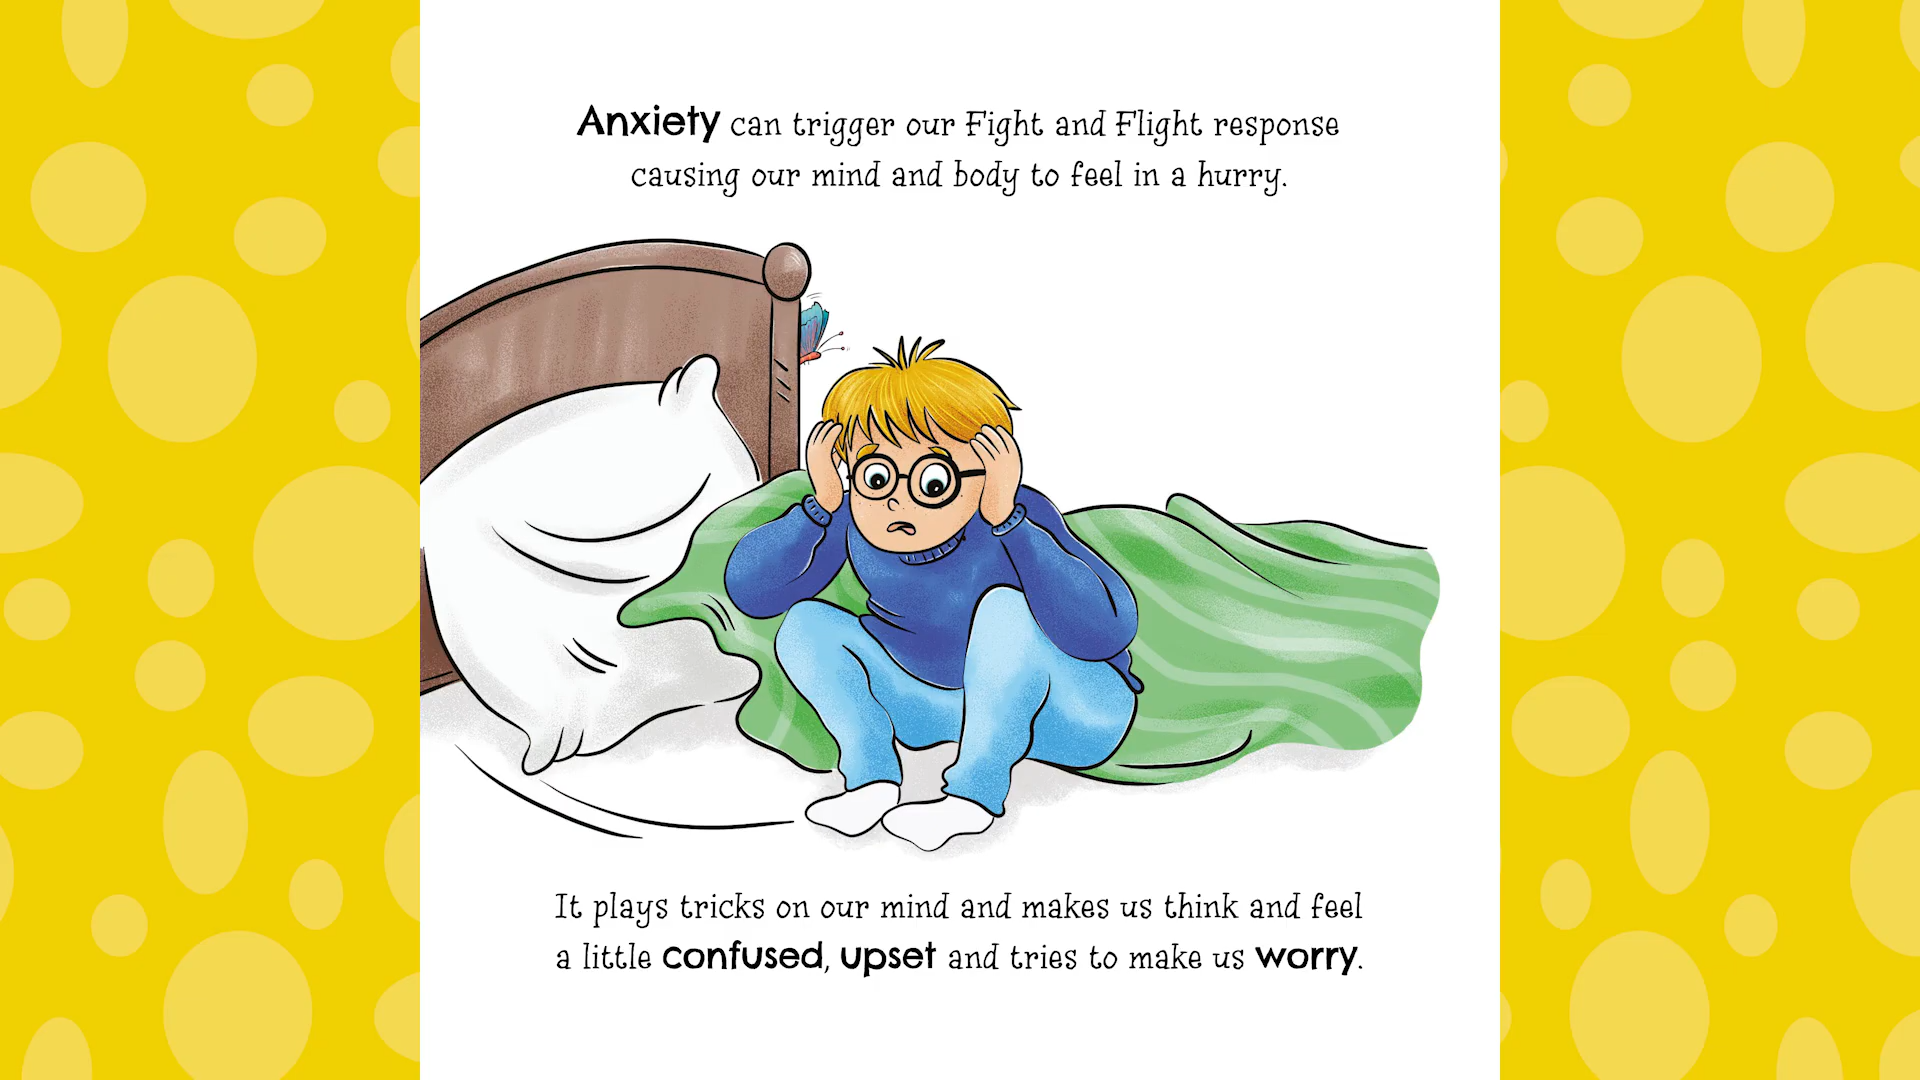 Anxiety can trigger our Fight and Flight response
causing our mind and body to feel in a hurry.
It plays tricks on our mind and makes us think and feel
a little confused, upset and tries to make us worry.